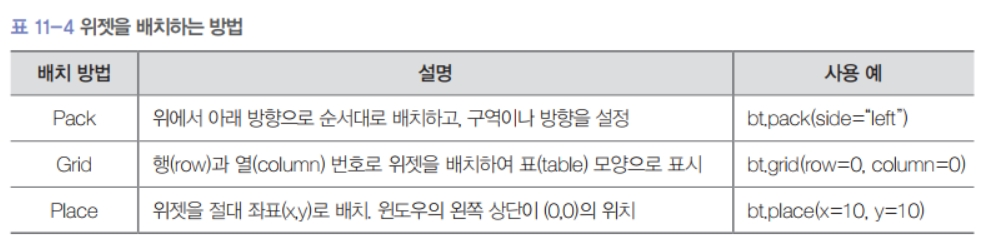 표 11-4 위젯을 배치하는 방법
배치 방법 설명 사용 예
Pack 위에서 아래 방향으로 순서대로 배치하고, 구역이나 방향을 설정 bt.pack(side="left")
Grid 행(row)과 열(column) 번호로 위젯을 배치하여 표(table) 모양으로 표시 bt.grid(row=0, column=0)
Place 위젯을 절대 좌표(x,y)로 배치. 윈도우의 왼쪽 상단이 (0,0)의 위치 bt.place(x=10, y=10)